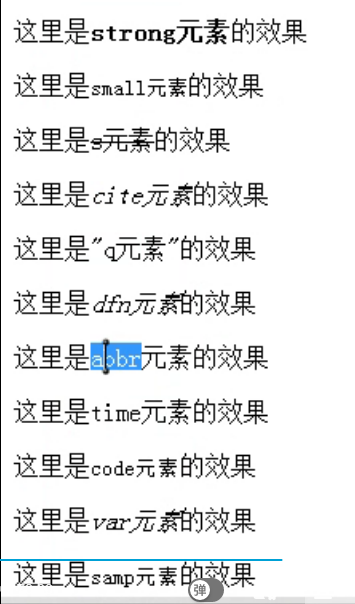 这里是strong元素的效果
这里是small元素的效果
这里是s元素的效果
这里是cite元素的效果
这里是"q元素"的效果
这里是dfn元素的效果
这里是abbr元素的效果
这里是time元素的效果
这里是code元素的效果
这里是var元素的效果
这里是samp元素的效果
弹